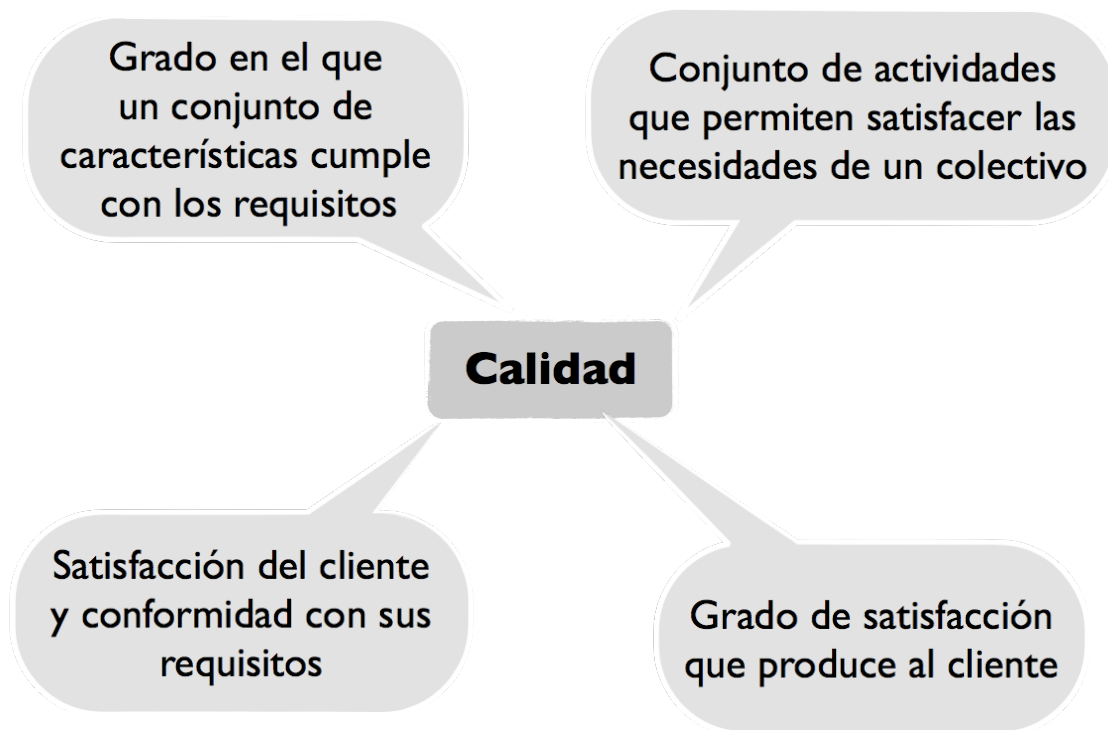 Grado en el que
un conjunto de
características cumple
con los requisitos
Conjunto de actividades
que permiten satisfacer las
necesidades de un colectivo
Calidad
Satisfacción del cliente
y conformidad con sus
requisitos
Grado de satisfacción
que produce al cliente